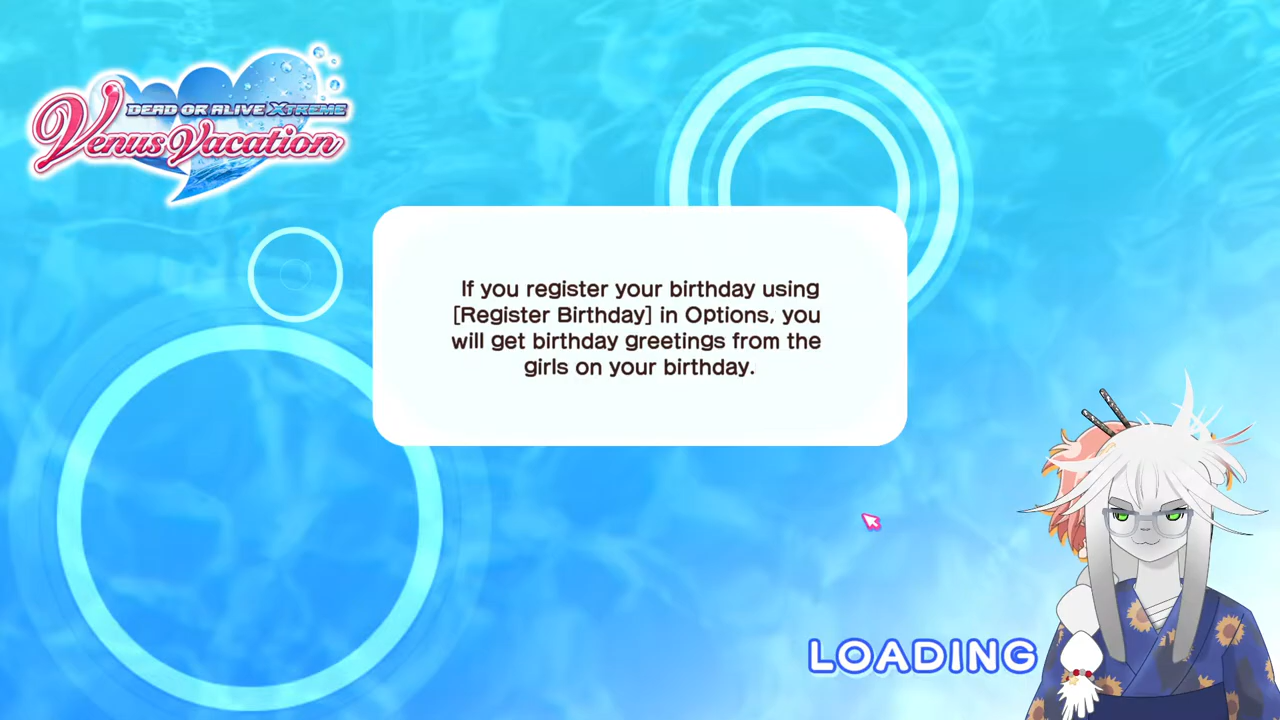 DEAD OR ALIVE XTREME
Venus Vacation
If you register your birthday using
[Register Birthday] in Options, you
will get birthday greetings from the
girls on your birthday.
LOADING